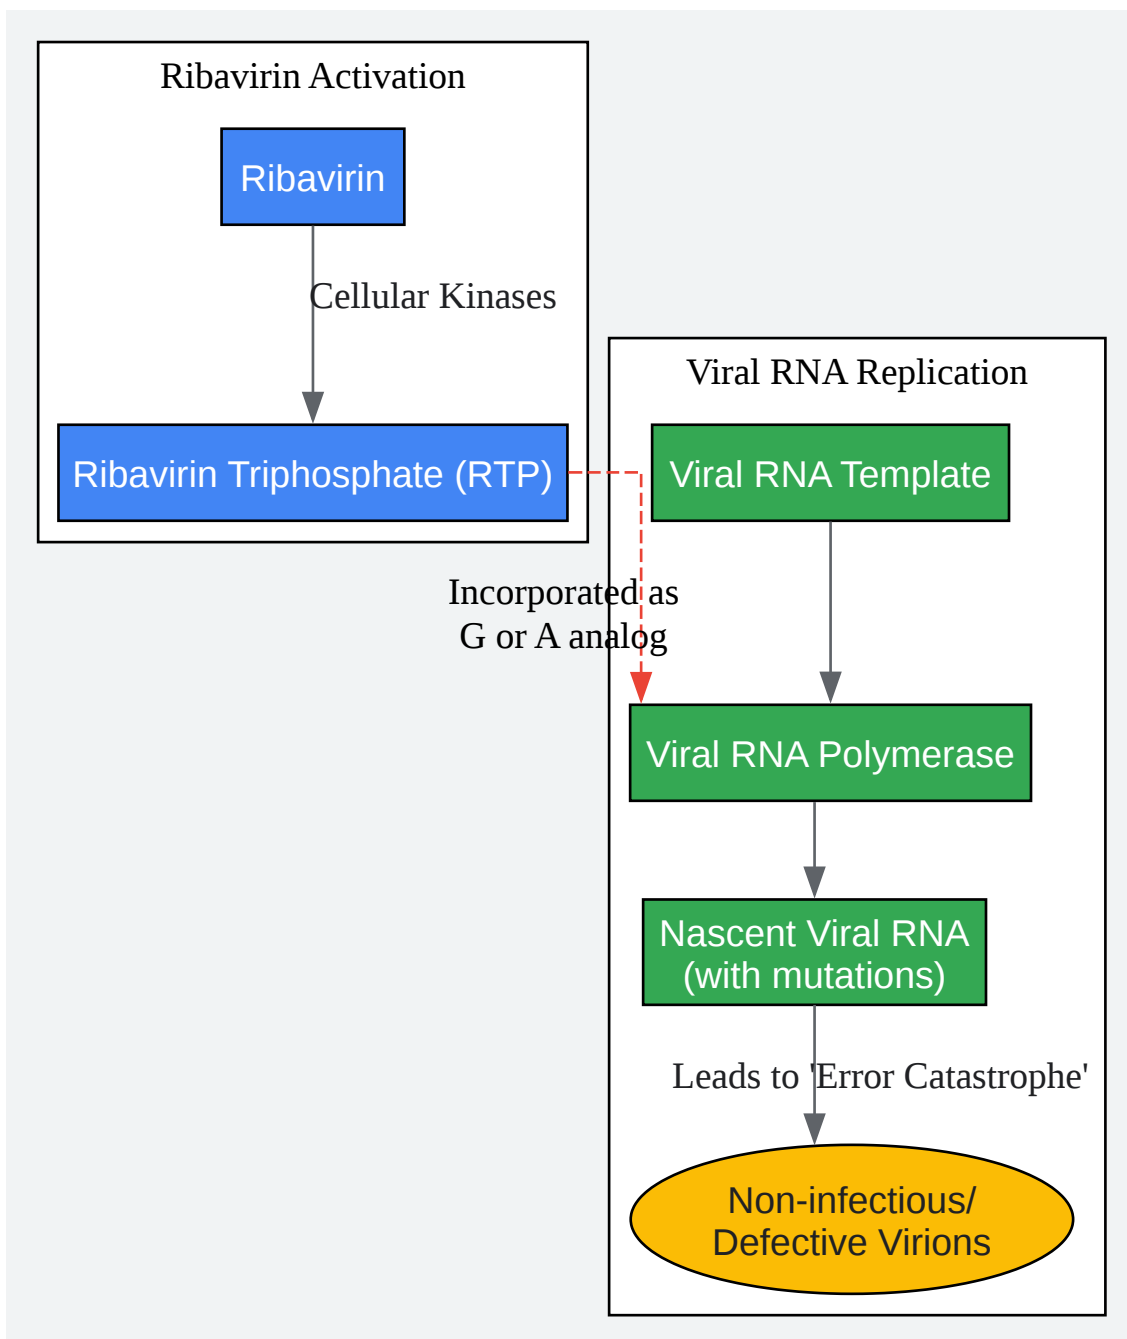 Ribavirin Activation
Ribavirin
Cellular Kinases
Ribavirin Triphosphate (RTP)
Viral RNA Replication
Viral RNA Template
Incorporated as
G or A analog
Viral RNA Polymerase
Nascent Viral RNA
(with mutations)
Leads to 'Error Catastrophe'
Non-infectious/
Defective Virions